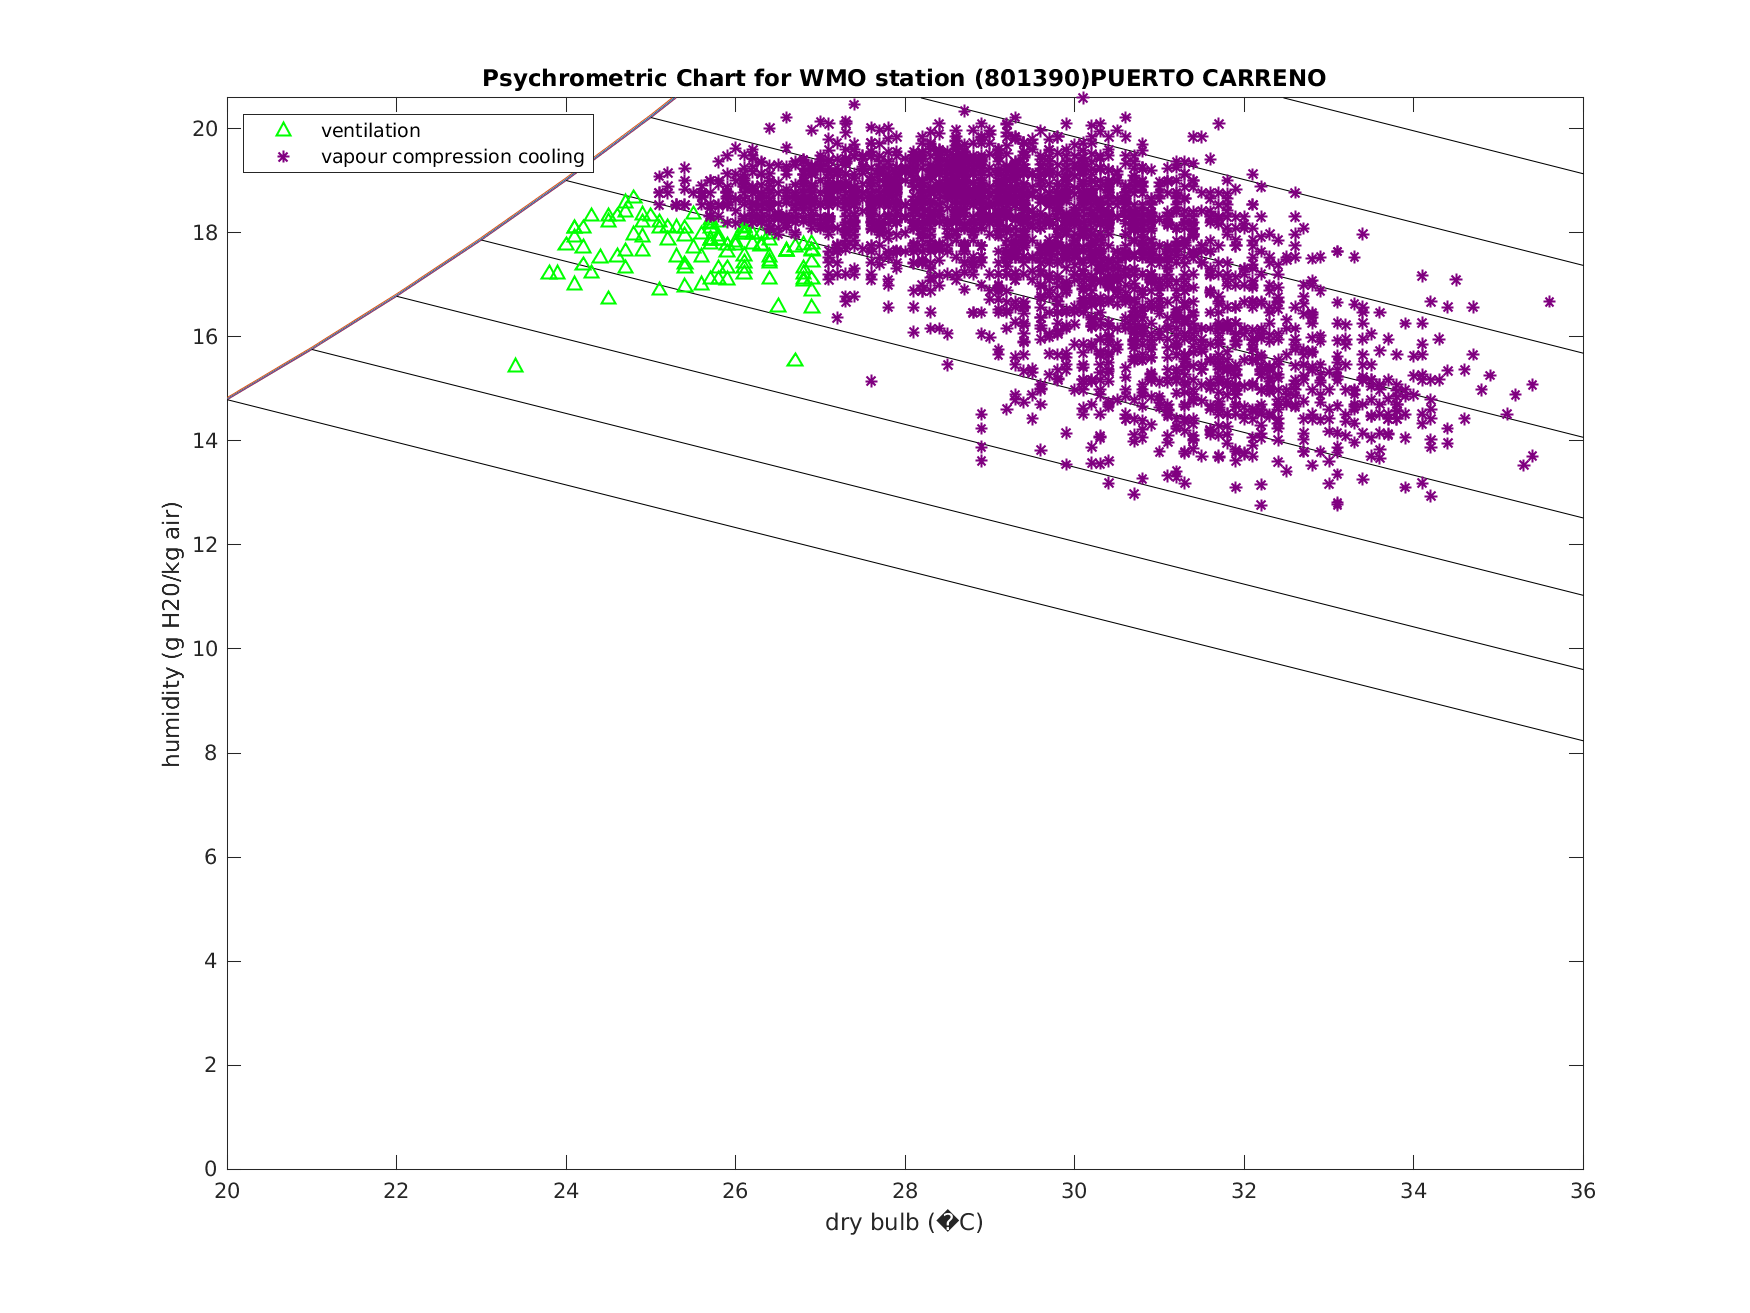 Psychrometric Chart for WMO station (801390)PUERTO CARRENO
ventilation
vapour compression cooling
humidity (g H20/kg air)
20
18
16
14
12
10
8
6
4
2
0
20 22 24 26 28 30 32 34 36
dry bulb (�C)